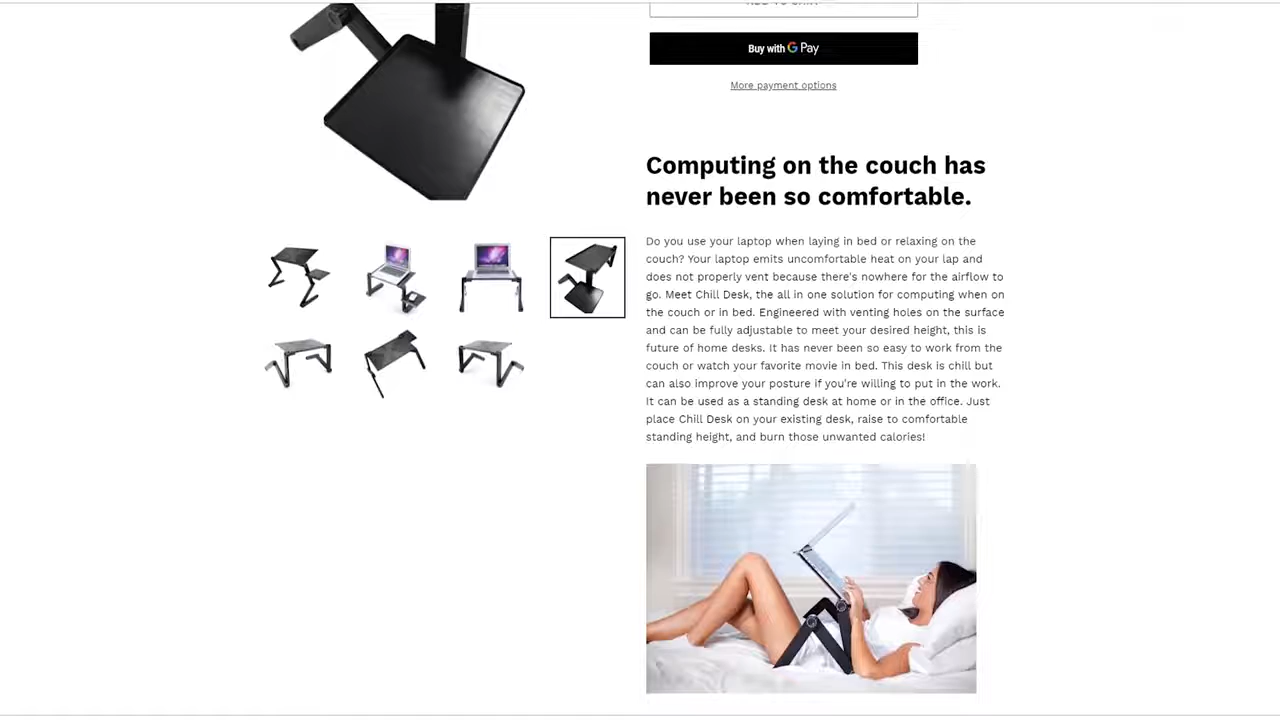 Buy with G Pay
More payment options
Computing on the couch has
never been so comfortable.
Do you use your laptop when laying in bed or relaxing on the
couch? Your laptop emits uncomfortable heat on your lap and
does not properly vent because there's nowhere for the airflow to
go. Meet Chill Desk, the all in one solution for computing when on
the couch or in bed. Engineered with venting holes on the surface
and can be fully adjustable to meet your desired height, this is
future of home desks. It has never been so easy to work from the
couch or watch your favorite movie in bed. This desk is chill but
can also improve your posture if you're willing to put in the work.
It can be used as a standing desk at home or in the office. Just
place Chill Desk on your existing desk, raise to comfortable
standing height, and burn those unwanted calories!